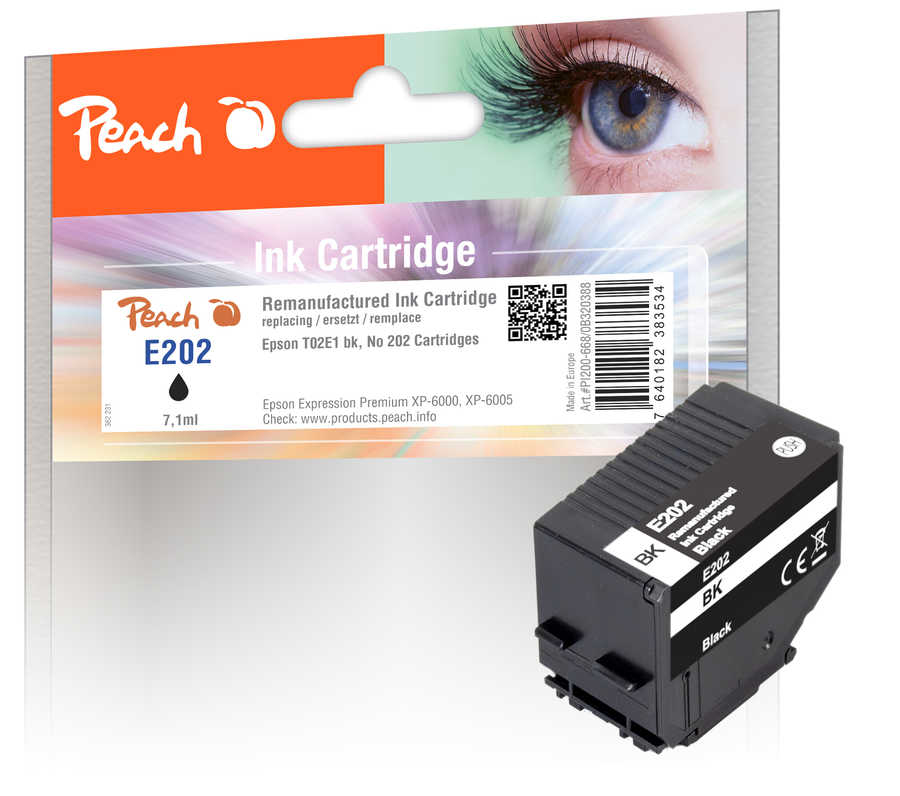 Peach
Ink Cartridge
Peach
E202
7,1ml
382 231
Remanufactured Ink Cartridge
replacing / ersetzt / remplace
Epson T02E1 bk, No 202 Cartridges
Epson Expression Premium XP-6000, XP-6005
Check: www.products.peach.info
Made in Europe
Art.#PI200-668/0B320388
7 640182 383534
PUSH
BK
E202
Remanufactured
Ink Cartridge
Black
E202
BK
Black
CE